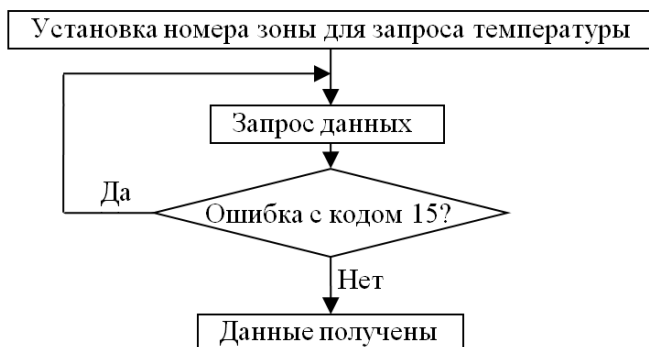 Установка номера зоны для запроса температуры
Запрос данных
Да
Ошибка с кодом 15?
Нет
Данные получены